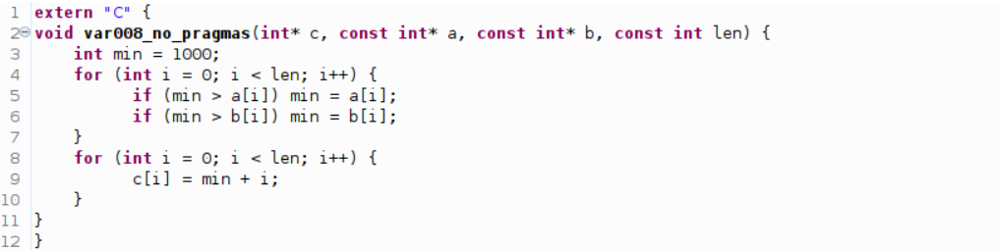 1 extern "C" {
2 void var008_no_pragmas(int* c, const int* a, const int* b, const int len) {
3     int min = 1000;
4     for (int i = 0; i < len; i++) {
5           if (min > a[i]) min = a[i];
6           if (min > b[i]) min = b[i];
7     }
8     for (int i = 0; i < len; i++) {
9           c[i] = min + i;
10     }
11 }
12 }